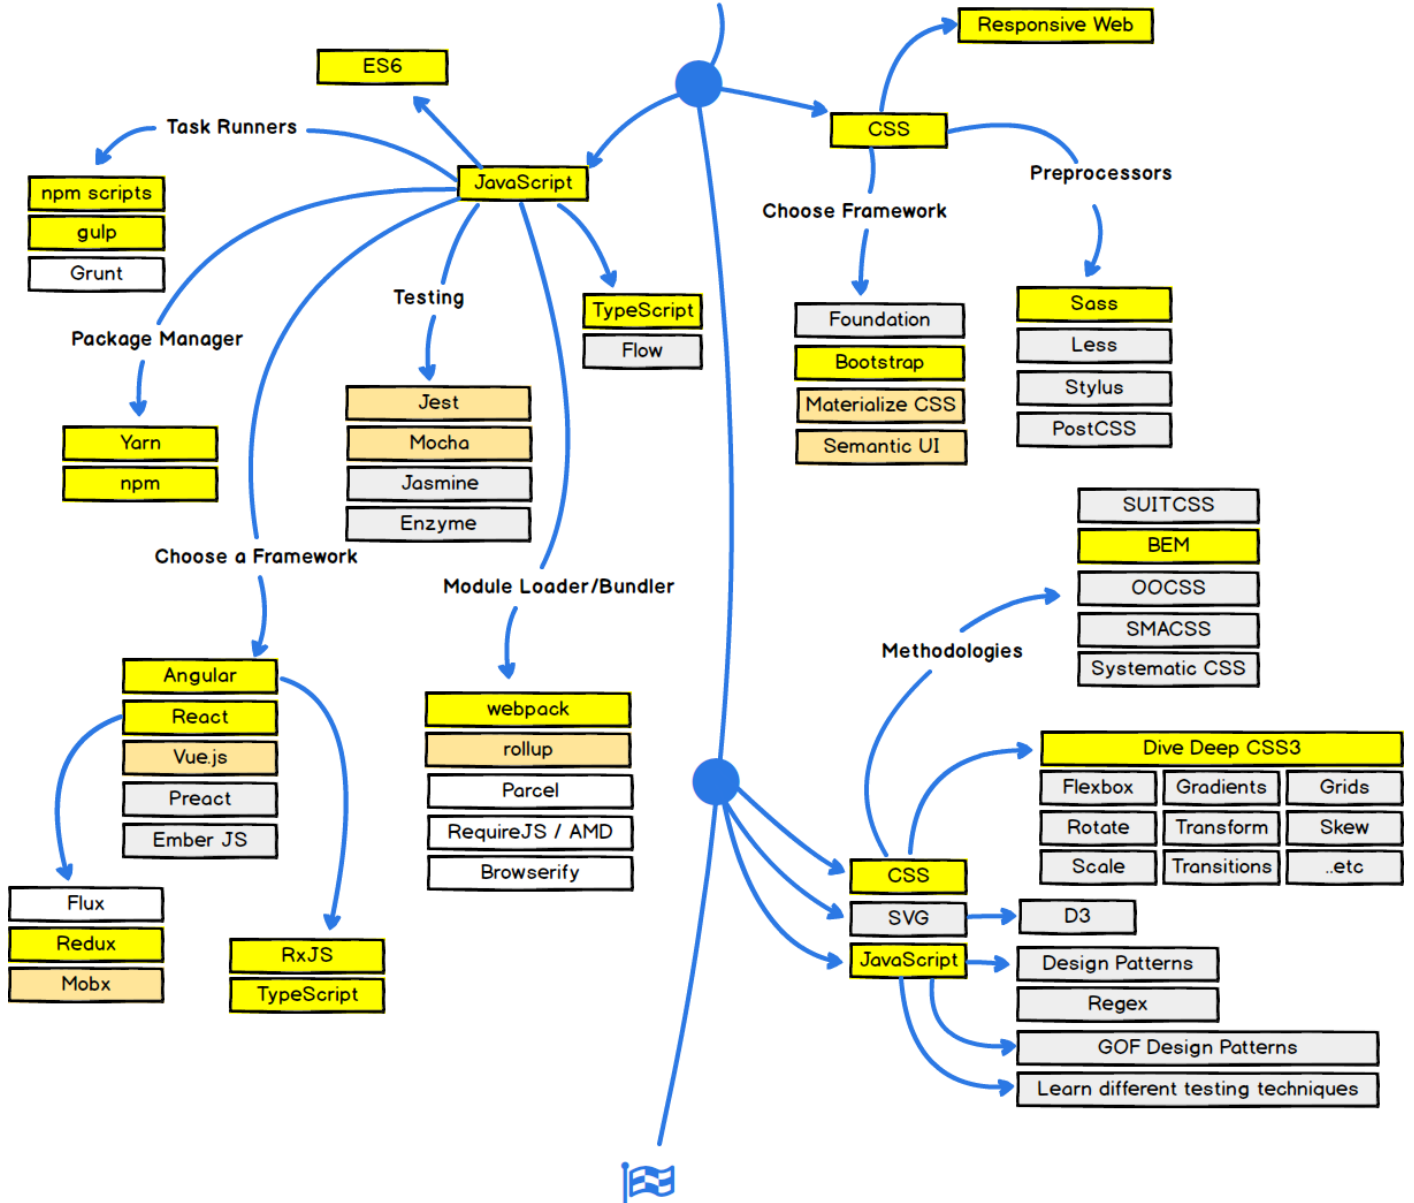 Responsive Web
ES6
CSS
Task Runners
JavaScript
Preprocessors
npm scripts
gulp
Grunt
Choose Framework
Testing
TypeScript
Flow
Foundation
Bootstrap
Materialize CSS
Semantic UI
Sass
Less
Stylus
PostCSS
Package Manager
Yarn
npm
Jest
Mocha
Jasmine
Enzyme
SUITCSS
BEM
OOCSS
SMACSS
Systematic CSS
Choose a Framework
Module Loader/Bundler
Methodologies
Angular
React
Vue.js
Preact
Ember JS
webpack
rollup
Parcel
RequireJS / AMD
Browserify
Dive Deep CSS3
Flexbox Gradients Grids
Rotate Transform Skew
Scale Transitions ..etc
Flux
Redux
Mobx
RxJS
TypeScript
CSS
SVG
JavaScript
D3
Design Patterns
Regex
GOF Design Patterns
Learn different testing techniques